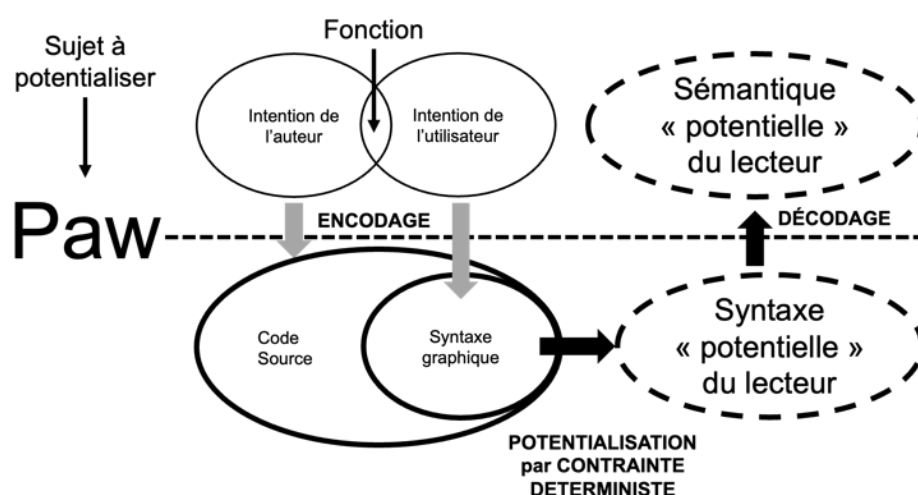 Sujet à
potentialiser
Fonction
Intention de
l'auteur
Intention de
l'utilisateur
Sémantique
« potentielle »
du lecteur
Paw
ENCODAGE
DÉCODAGE
Code
Source
Syntaxe
graphique
Syntaxe
« potentielle »
du lecteur
POTENTIALISATION
par CONTRAINTE
DETERMINISTE